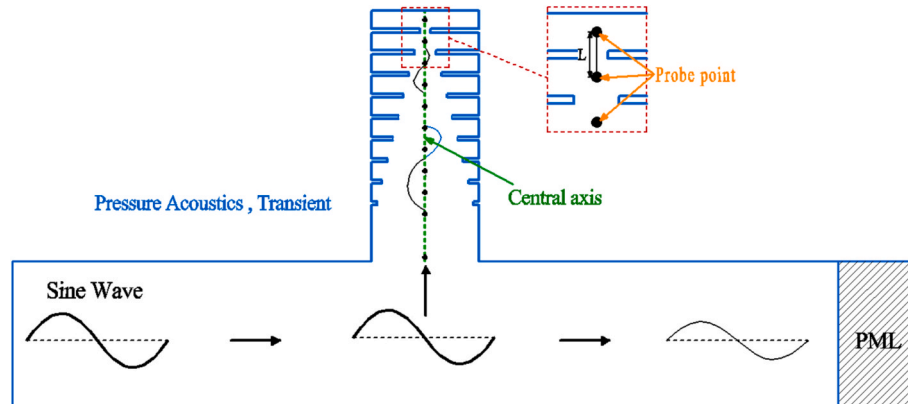 L
Probe point
Pressure Acoustics , Transient
Central axis
Sine Wave
PML